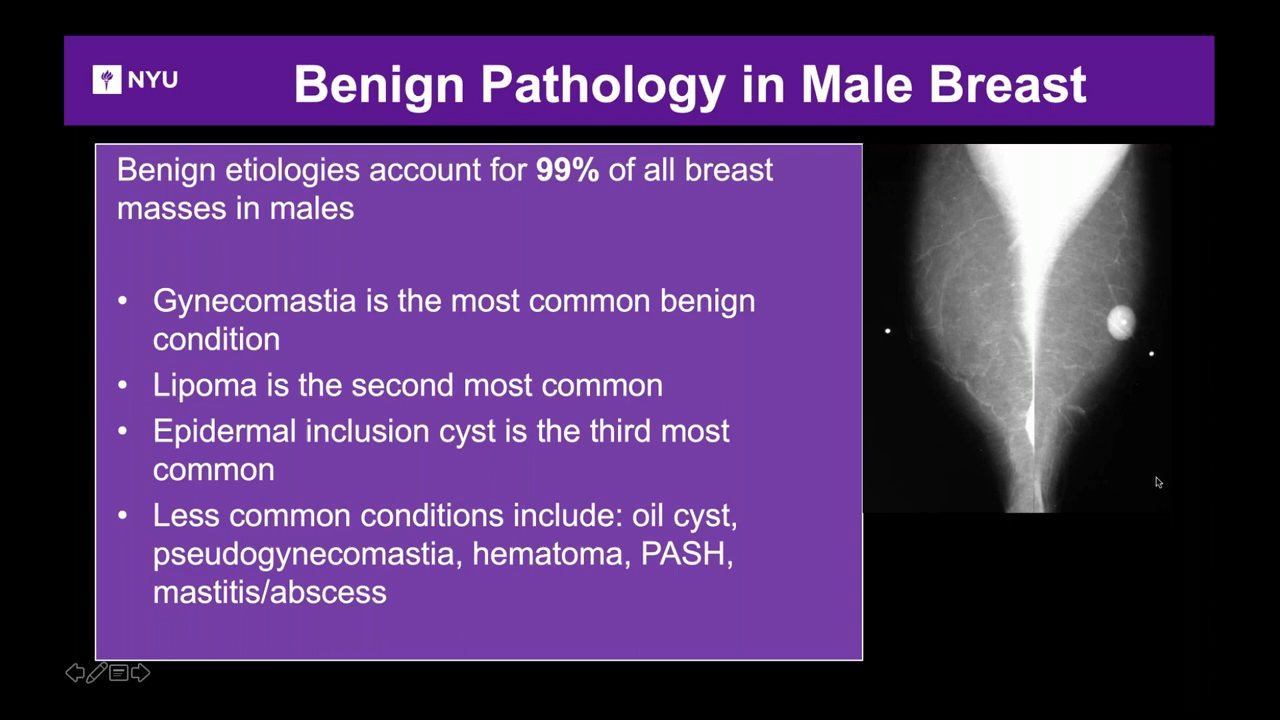 NYU
Benign Pathology in Male Breast
Benign etiologies account for 99% of all breast
masses in males
• Gynecomastia is the most common benign
condition
• Lipoma is the second most common
• Epidermal inclusion cyst is the third most
common
• Less common conditions include: oil cyst,
pseudogynecomastia, hematoma, PASH,
mastitis/abscess